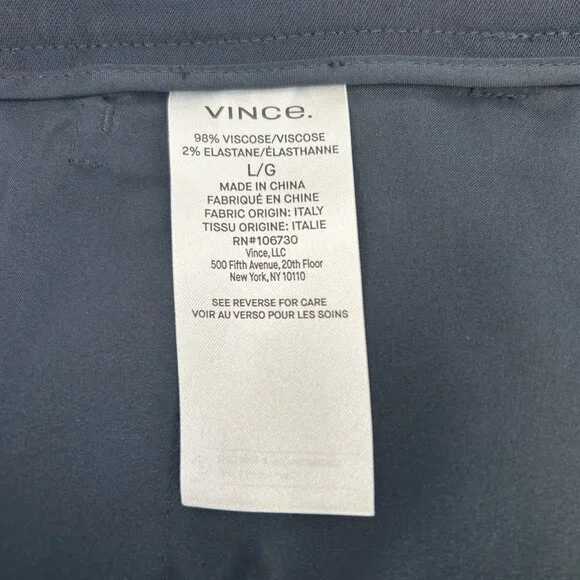 VINCe.
98% VISCOSE/VISCOSE
2% ELASTANE/ÉLASTHANNE
L/G
MADE IN CHINA
FABRIQUÉ EN CHINE
FABRIC ORIGIN: ITALY
TISSU ORIGINE: ITALIE
RN#106730
Vince, LLC
500 Fifth Avenue, 20th Floor
New York, NY 10110
SEE REVERSE FOR CARE
VOIR AU VERSO POUR LES SOINS